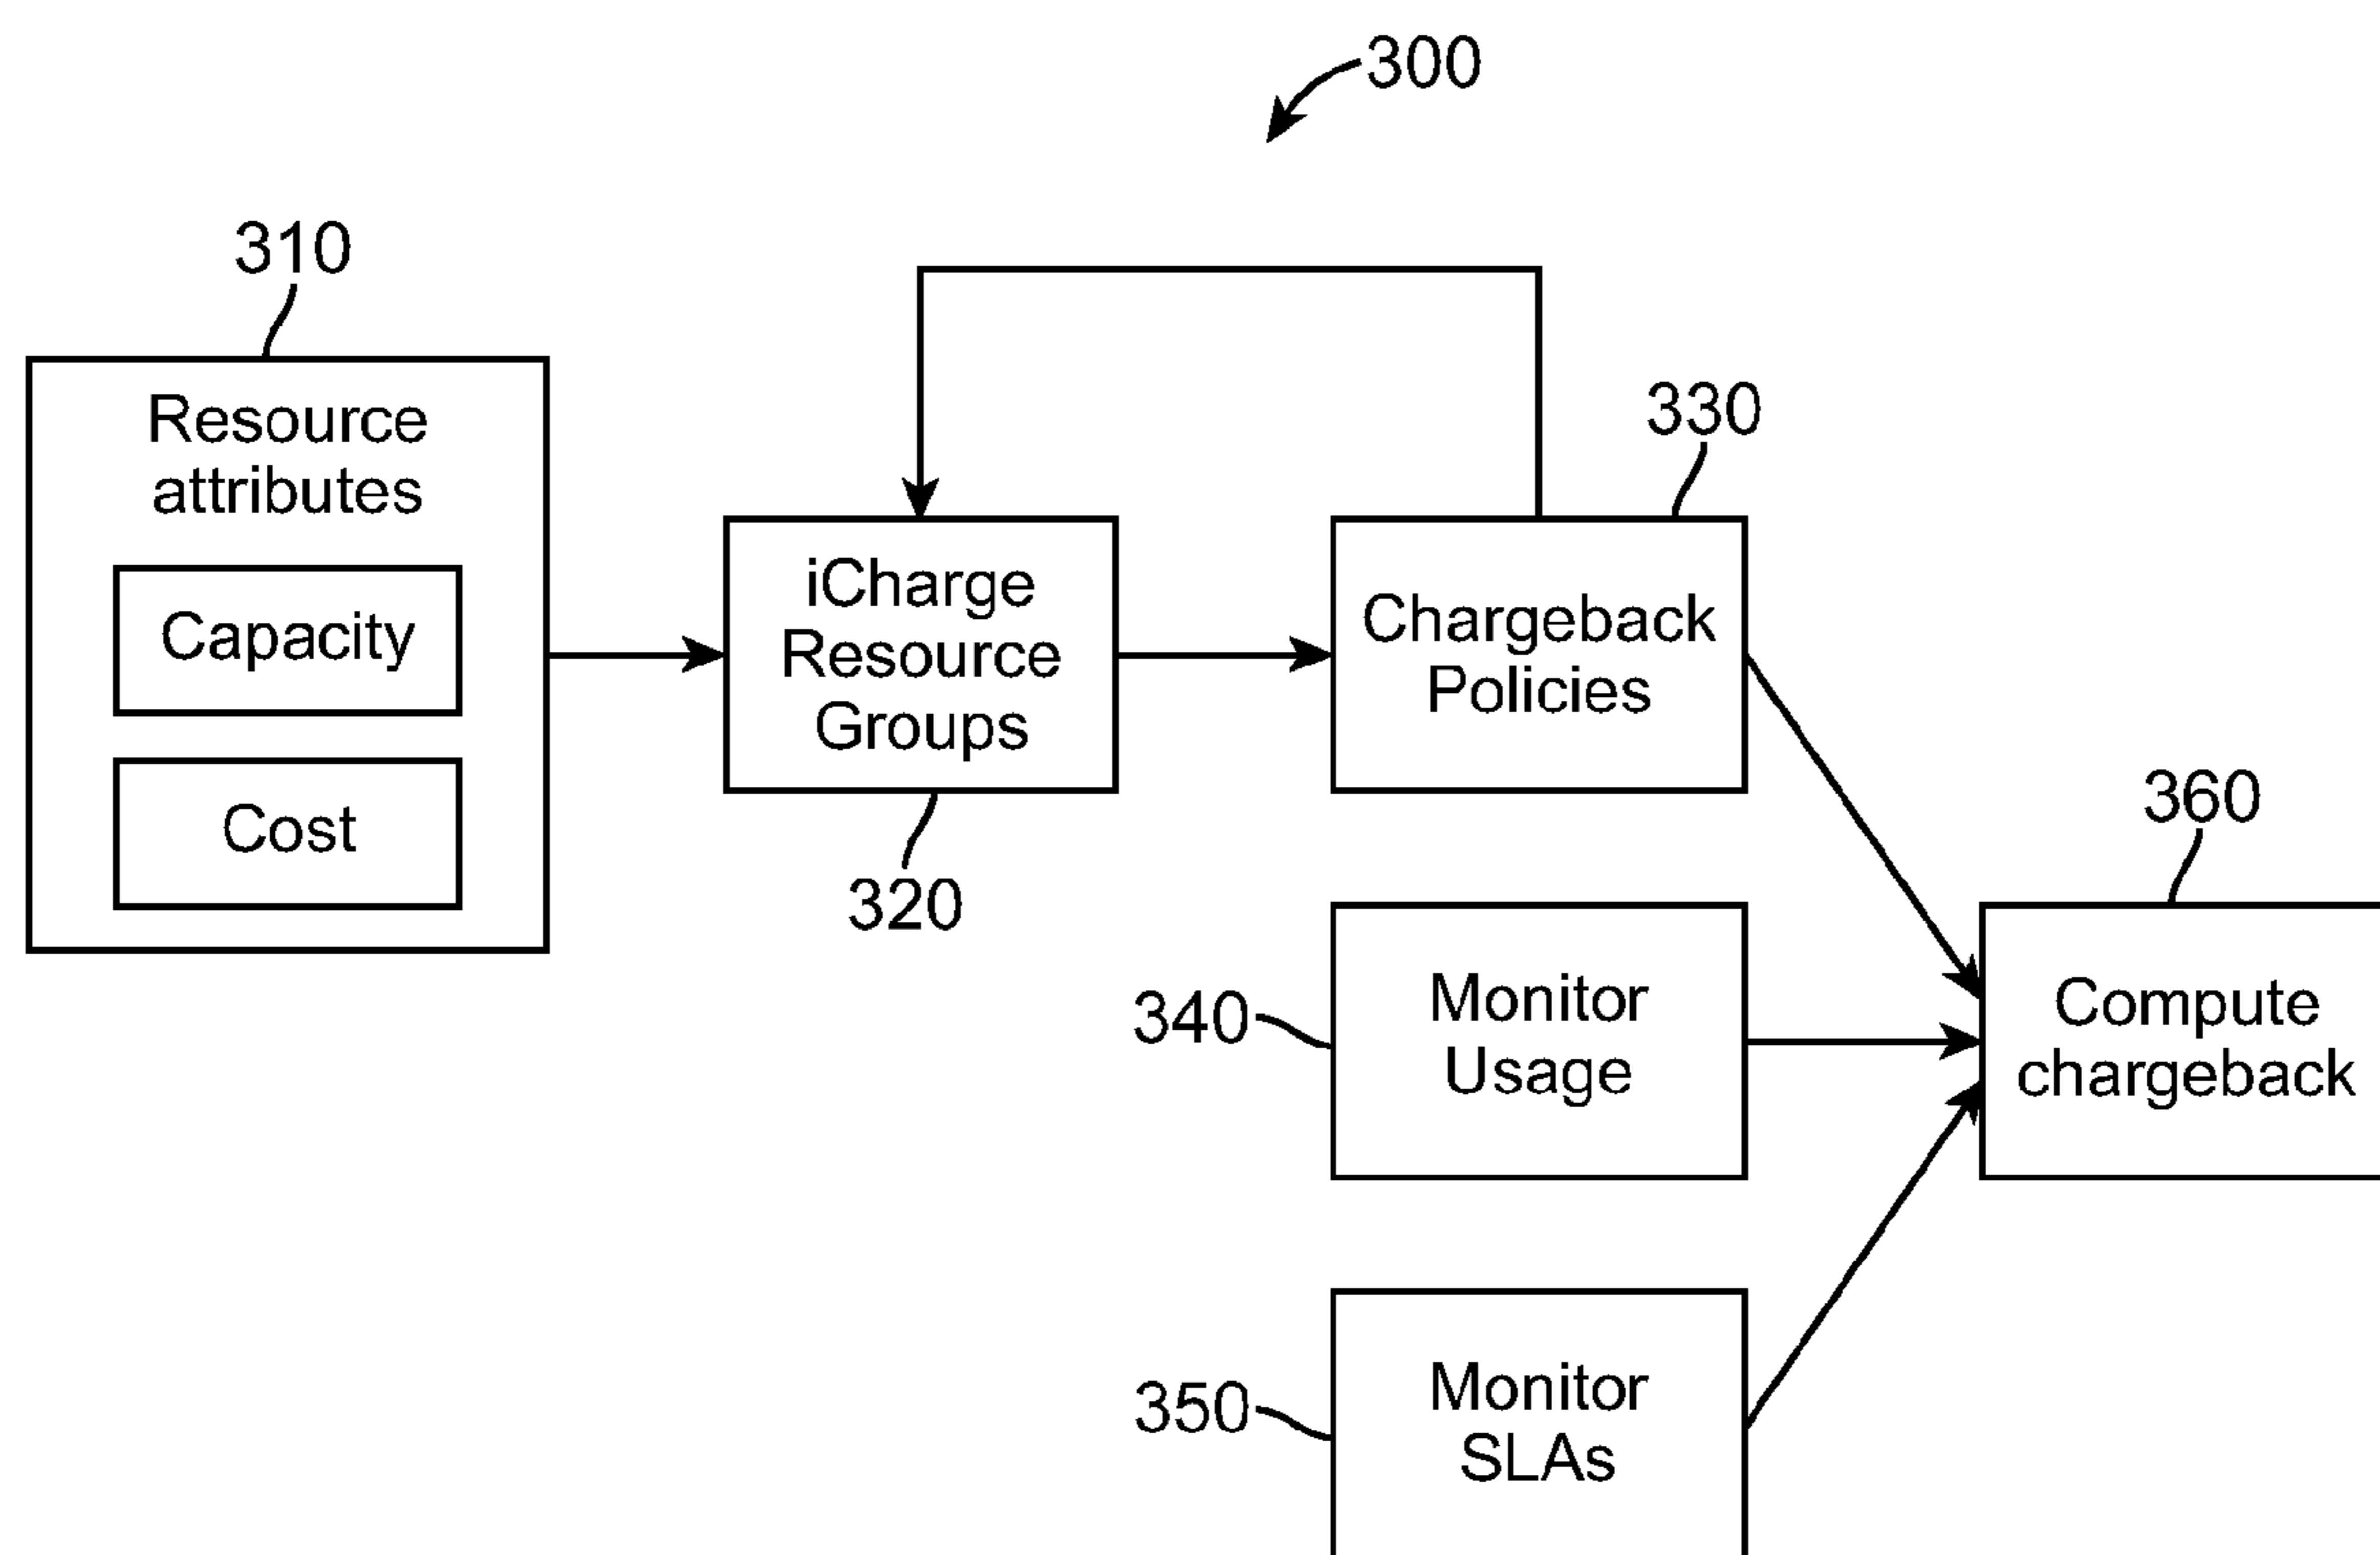 300
310
Resource
attributes
Capacity
Cost
iCharge
Resource
Groups
320
330
Chargeback
Policies
340
Monitor
Usage
350
Monitor
SLAs
360
Compute
chargeback